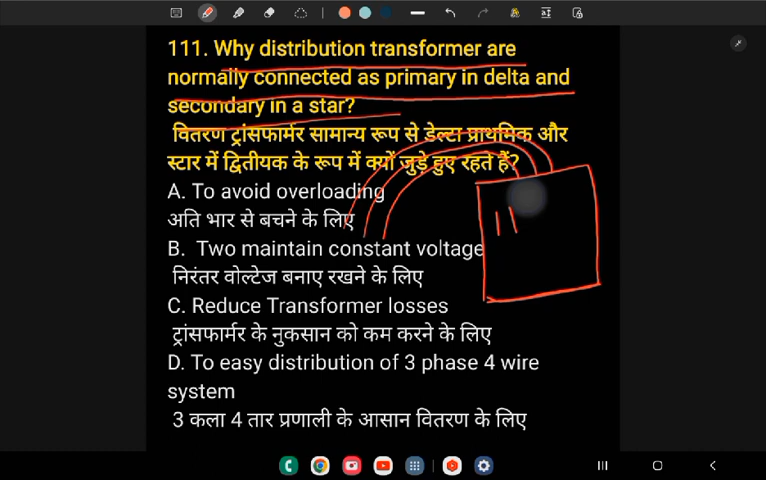 111. Why distribution transformer are
normally connected as primary in delta and
secondary in a star?
वितरण ट्रांसफार्मर सामान्य रूप से डेल्टा प्राथमिक और
स्टार में द्वितीयक के रूप में क्यों जुड़े हुए रहते हैं?
A. To avoid overloading
अति भार से बचने के लिए
B. Two maintain constant voltage
निरंतर वोल्टेज बनाए रखने के लिए
C. Reduce Transformer losses
ट्रांसफार्मर के नुकसान को कम करने के लिए
D. To easy distribution of 3 phase 4 wire
system
3 कला 4 तार प्रणाली के आसान वितरण के लिए